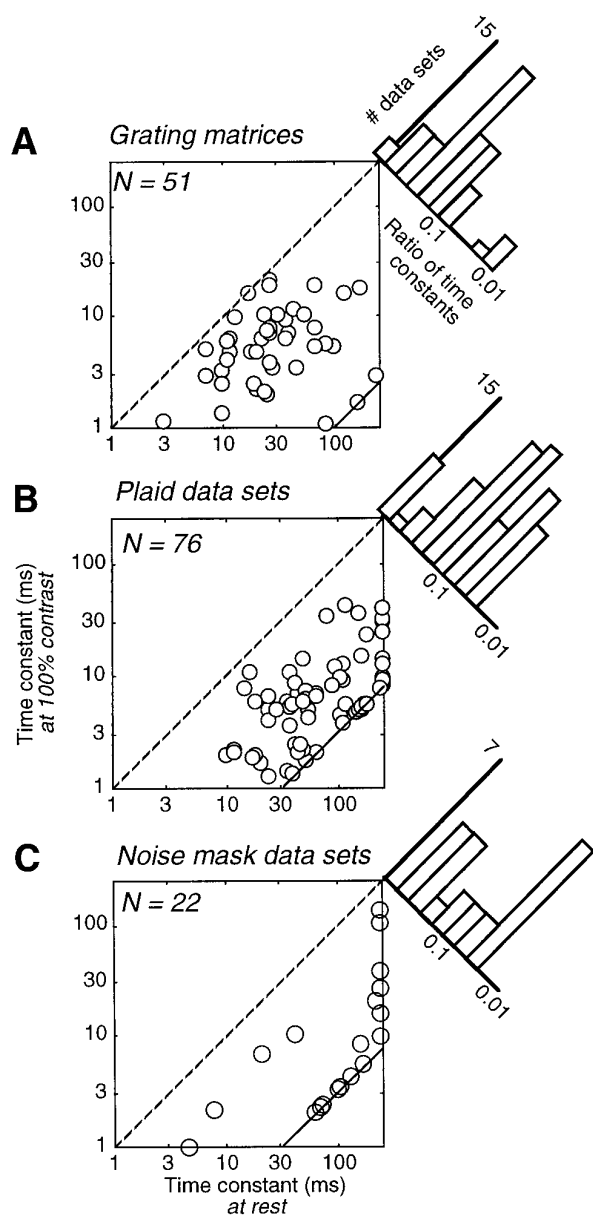 15
# data sets
A
Grating matrices
N = 51
100
30
10
3
1
1 3 10 30 100
0.1
0.01
Ratio of time
constants
15
B
Plaid data sets
N = 76
100
30
10
3
1
1 3 10 30 100
0.1
0.01
Time constant (ms)
at 100% contrast
7
C
Noise mask data sets
N = 22
100
30
10
3
1
1 3 10 30 100
0.1
0.01
Time constant (ms)
at rest